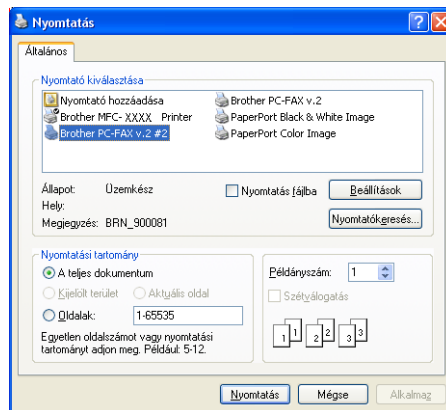 Nyomtatás
Általános
Nyomtató kiválasztása
Nyomtató hozzáadása
Brother PC-FAX v.2
Brother MFC-XXXX Printer
PaperPort Black & White Image
Brother PC-FAX v.2 #2
PaperPort Color Image
Állapot: Üzemkész
Nyomtatás fájlba
Beállítások
Hely:
Megjegyzés: BRN_900081
Nyomtatókeresés...
Nyomtatási tartomány
A teljes dokumentum
Példányszám: 1
Kijelölt terület
Aktuális oldal
Szétválogatás
Oldalak: 1-65535
Egyetlen oldalszámot vagy nyomtatási
tartományt adjon meg. Például: 5-12.
1 1 2 2 3 3
Nyomtatás
Mégse
Alkalmaz